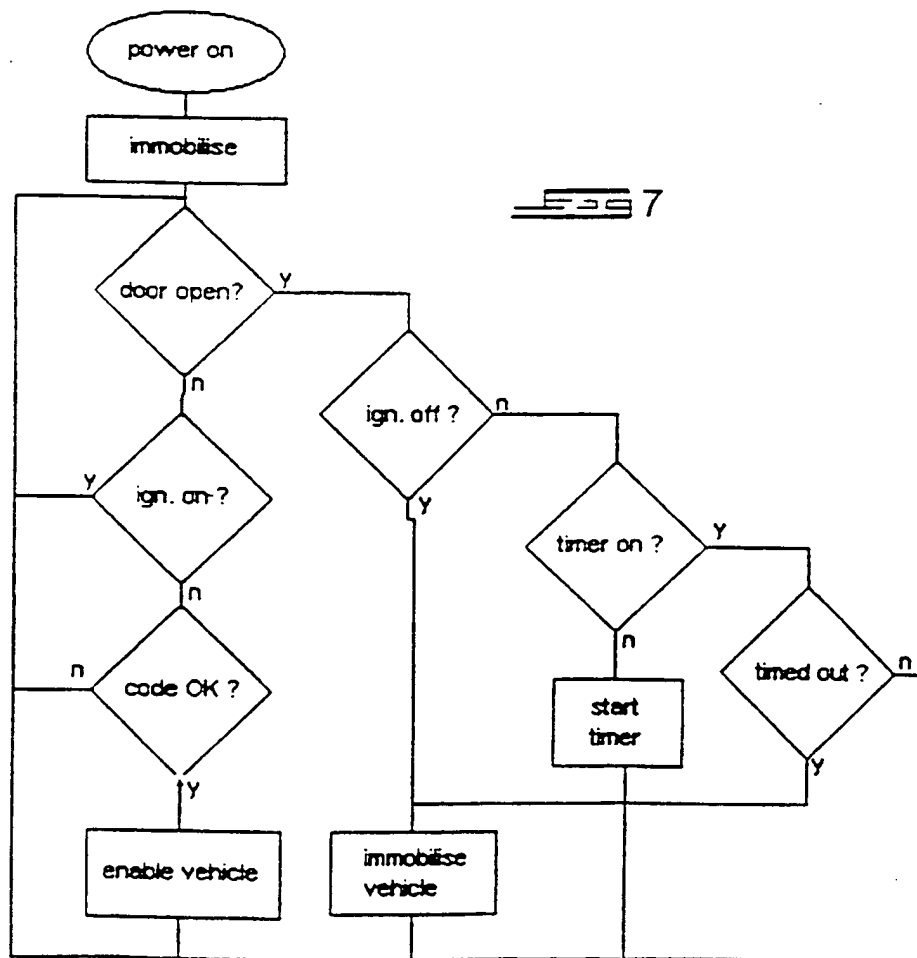 power on
immobilise
Fig 7
door open?
y
n
ign. off ?
n
y
ign. on ?
y
n
timer on ?
y
n
code OK ?
n
y
timed out ?
n
y
start
timer
enable vehicle
immobilise
vehicle